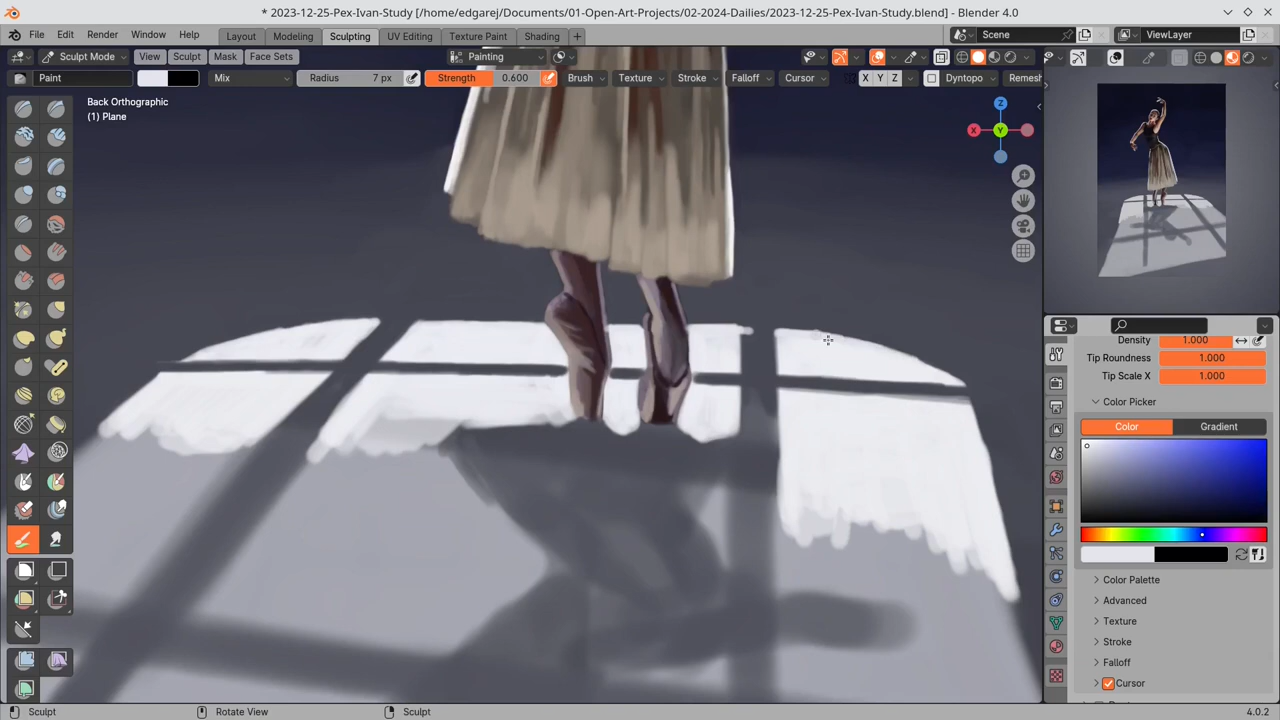 * 2023-12-25-Pex-Ivan-Study [/home/edgarej/Documents/01-Open-Art-Projects/02-2024-Dailies/2023-12-25-Pex-Ivan-Study.blend] - Blender 4.0
File Edit Render Window Help Layout Modeling Sculpting UV Editing Texture Paint Shading + Scene ViewLayer
Sculpt Mode View Sculpt Mask Face Sets Painting
Paint Mix Radius 7 px Strength 0.600 Brush Texture Stroke Falloff Cursor X Y Z Dyntopo Remesh
Back Orthographic
(1) Plane
Z
X Y
Density 1.000
Tip Roundness 1.000
Tip Scale X 1.000
Color Picker
Color Gradient
Color Palette
Advanced
Texture
Stroke
Falloff
Cursor
Sculpt Rotate View Sculpt 4.0.2